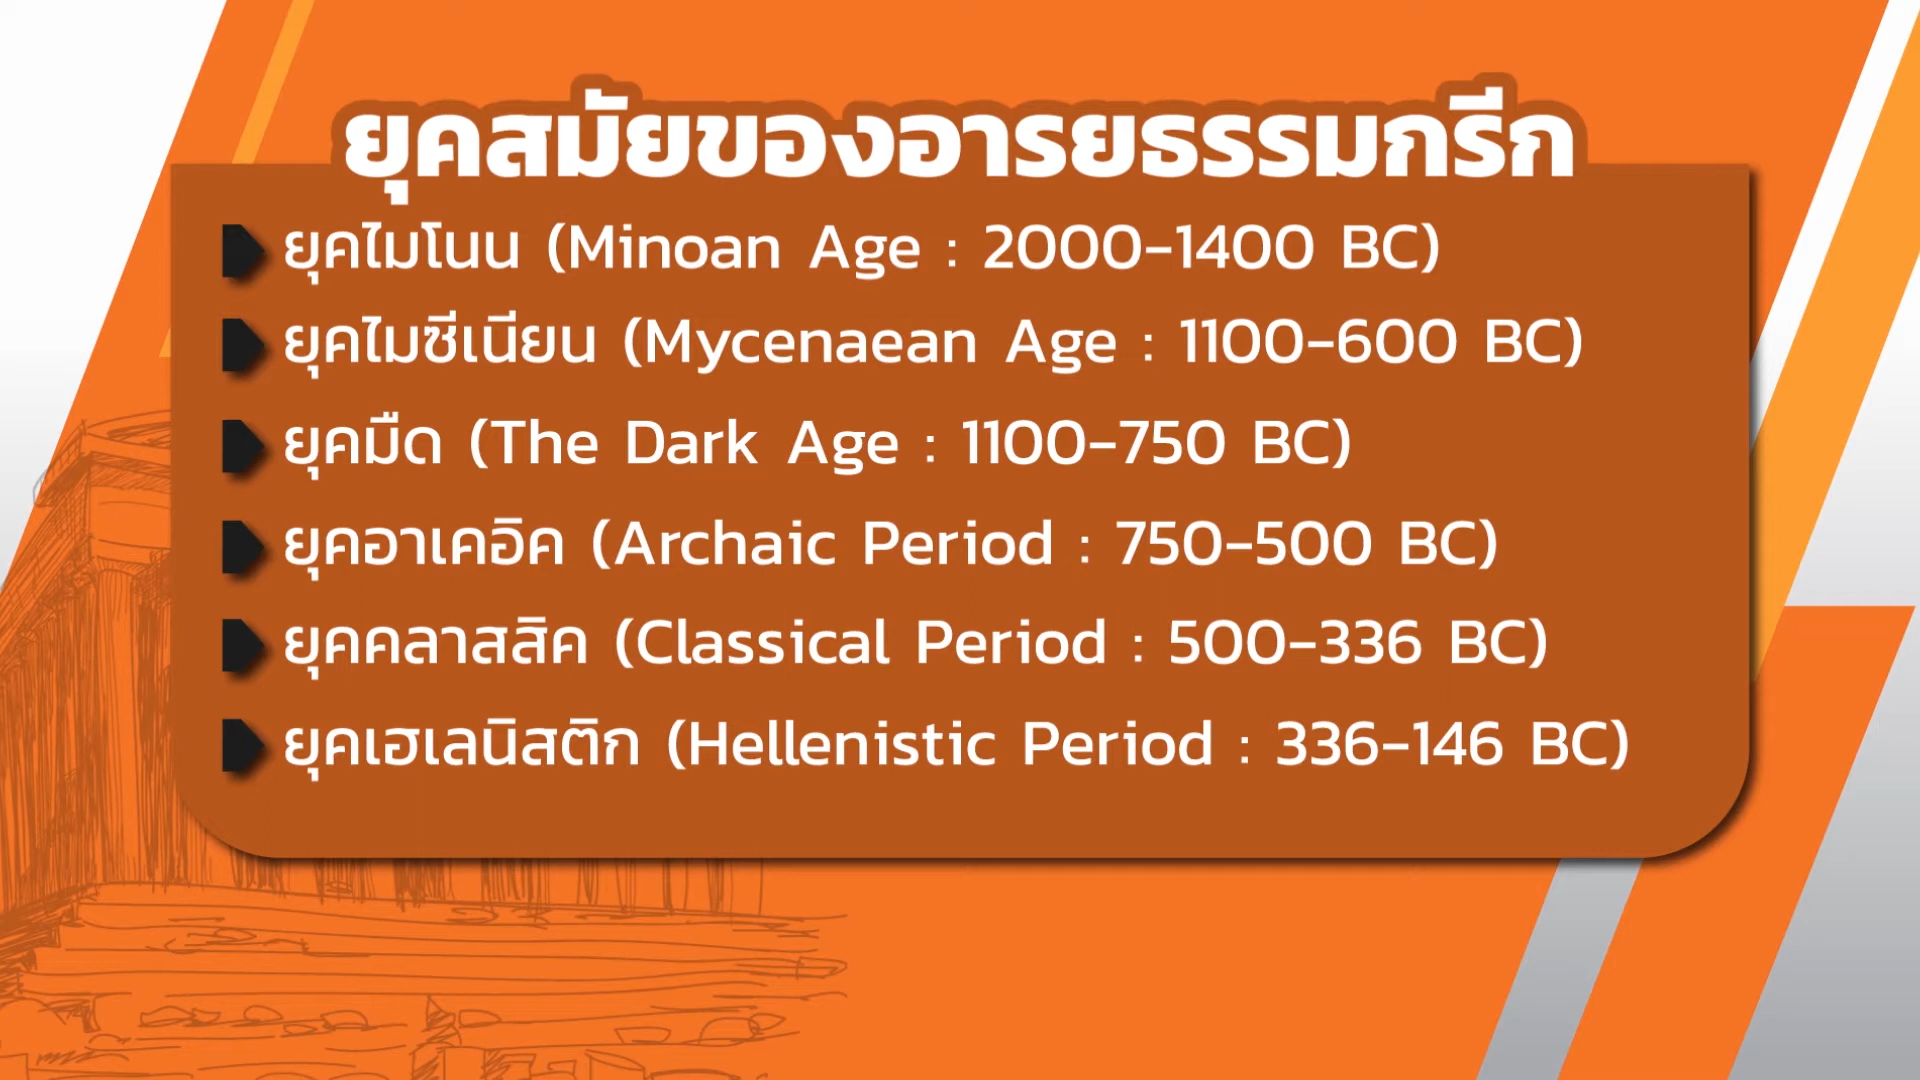 ยุคสมัยของอารยธรรมกรีก
ยุคไมโนน (Minoan Age : 2000-1400 BC)
ยุคไมซีเนียน (Mycenaean Age : 1100-600 BC)
ยุคมืด (The Dark Age : 1100-750 BC)
ยุคอาเคอิค (Archaic Period : 750-500 BC)
ยุคคลาสสิค (Classical Period : 500-336 BC)
ยุคเฮเลนิสติก (Hellenistic Period : 336-146 BC)